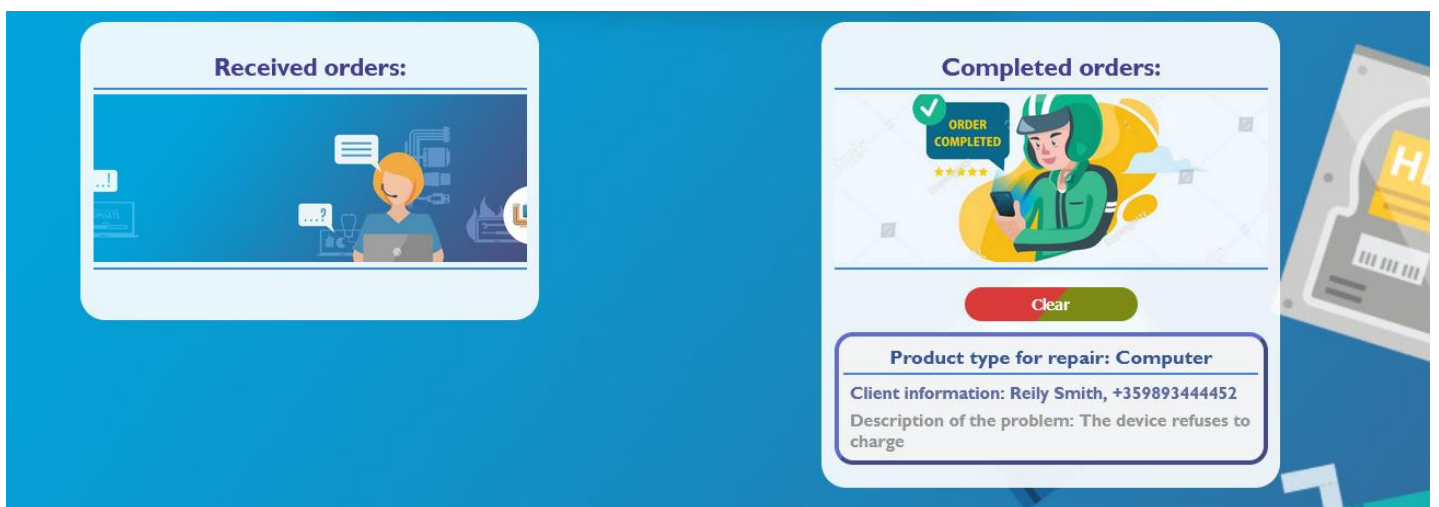 Received orders:
...!
UPDATE
...?
Completed orders:
ORDER
COMPLETED
Clear
Product type for repair: Computer
Client information: Reily Smith, +359893444452
Description of the problem: The device refuses to
charge